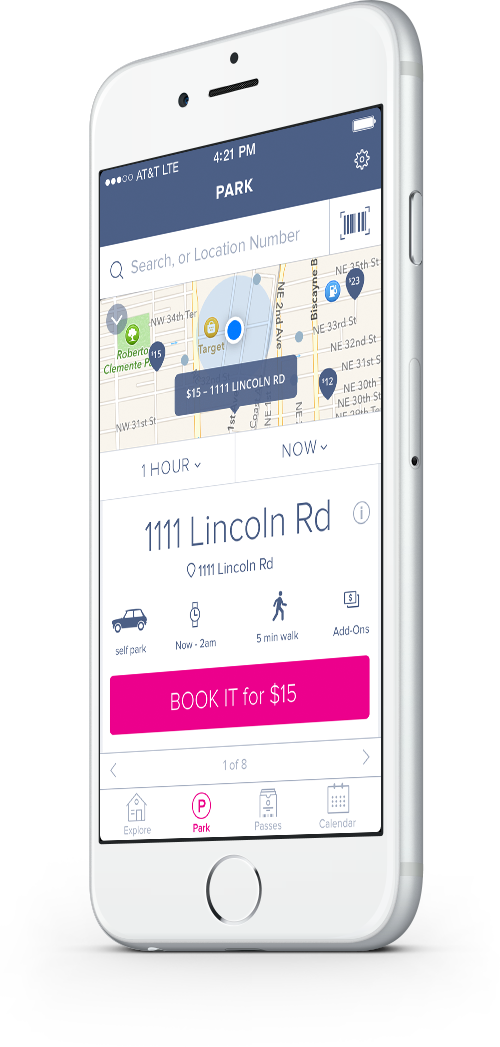 AT&T LTE
4:21 PM
PARK
Search, or Location Number
NE 35th St
$23
Biscayne B
NE 2nd Ave
NW 34th Ter
Target
NE 33rd St
Roberto
Clemente P
$15
NE 32nd St
NE 31st S
$15 – 1111 LINCOLN RD
$12
NE 30th T
NE 30th St
NW 31st St
1 HOUR
NOW
1111 Lincoln Rd
1111 Lincoln Rd
self park
Now - 2am
5 min walk
Add-Ons
BOOK IT for $15
1 of 8
Explore
P
Park
Passes
Calendar